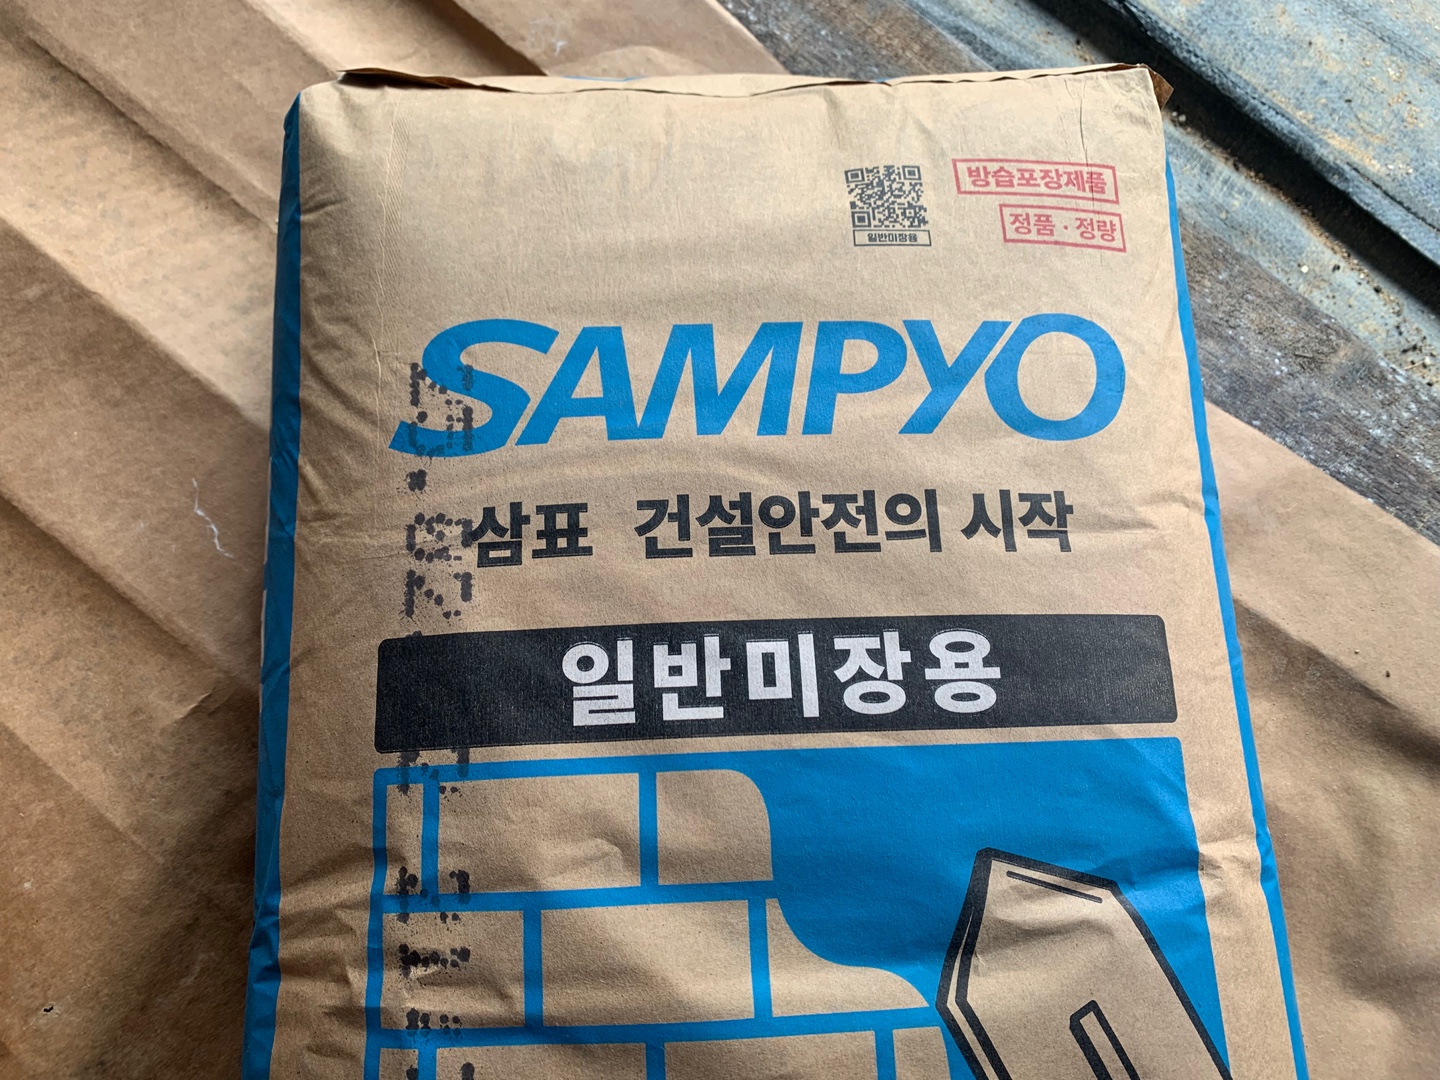 방습포장제품
정품·정량
일반미장용
SAMPYO
삼표 건설안전의 시작
일반미장용